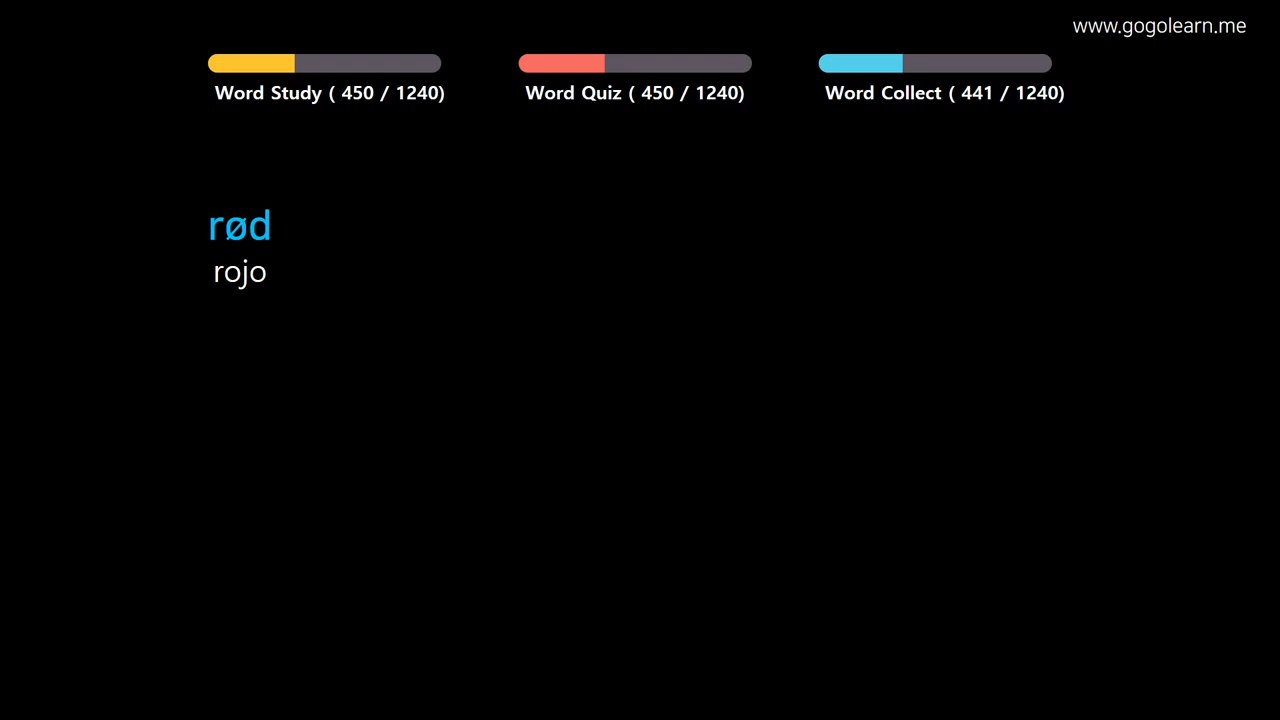 www.gogolearn.me
Word Study ( 450 / 1240)
Word Quiz ( 450 / 1240)
Word Collect ( 441 / 1240)
rød
rojo